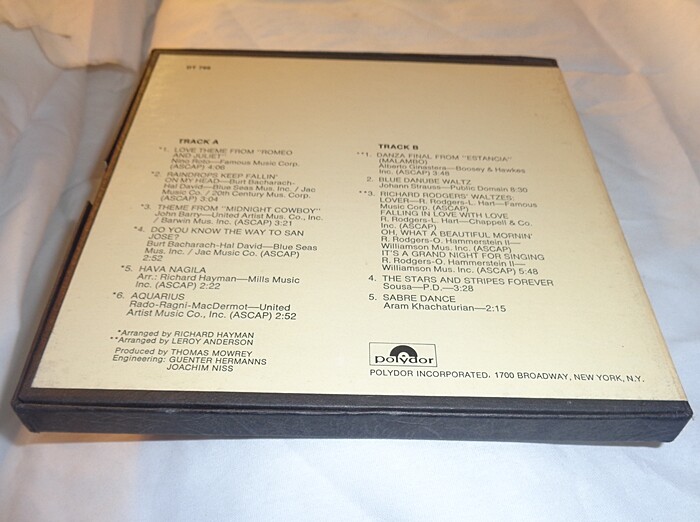 TRACK A
*1. LOVE THEME FROM "ROMEO
AND JULIET"
Nino Rota—Famous Music Corp.
(ASCAP) 4:06
*2. RAINDROPS KEEP FALLIN'
ON MY HEAD—Burt Bacharach-
Hal David—Blue Seas Mus. Inc. / Jac
Music Co. / 20th Century Mus. Corp.
(ASCAP) 3:04
*3. THEME FROM "MIDNIGHT COWBOY"
John Barry—United Artist Mus. Co., Inc.
/ Barwin Mus. Inc. (ASCAP) 3:21
*4. DO YOU KNOW THE WAY TO SAN
JOSE?
Burt Bacharach-Hal David—Blue Seas
Mus. Inc. / Jac Music Co. (ASCAP)
2:52
*5. HAVA NAGILA
Arr.: Richard Hayman—Mills Music
Inc. (ASCAP) 2:22
*6. AQUARIUS
Rado-Ragni-MacDermot—United
Artist Music Co., Inc. (ASCAP) 2:52
*Arranged by RICHARD HAYMAN
**Arranged by LEROY ANDERSON
Produced by THOMAS MOWREY
Engineering: GUENTER HERMANNS
JOACHIM NISS
TRACK B
**1. DANZA FINAL FROM "ESTANCIA"
(MALAMBO)
Alberto Ginastera—Boosey & Hawkes
Inc. (ASCAP) 3:48
2. BLUE DANUBE WALTZ
Johann Strauss—Public Domain 8:30
**3. RICHARD RODGERS' WALTZES:
LOVER—R. Rodgers-L. Hart—Famous
Music Corp. (ASCAP)
FALLING IN LOVE WITH LOVE
R. Rodgers-L. Hart—Chappell & Co.
Inc. (ASCAP)
OH, WHAT A BEAUTIFUL MORNIN'
R. Rodgers-O. Hammerstein II—
Williamson Mus. Inc. (ASCAP)
IT'S A GRAND NIGHT FOR SINGING
R. Rodgers-O. Hammerstein II—
Williamson Mus. Inc. (ASCAP) 5:48
4. THE STARS AND STRIPES FOREVER
Sousa—P.D.—3:28
5. SABRE DANCE
Aram Khachaturian—2:15
Polydor
POLYDOR INCORPORATED. 1700 BROADWAY, NEW YORK, N.Y.